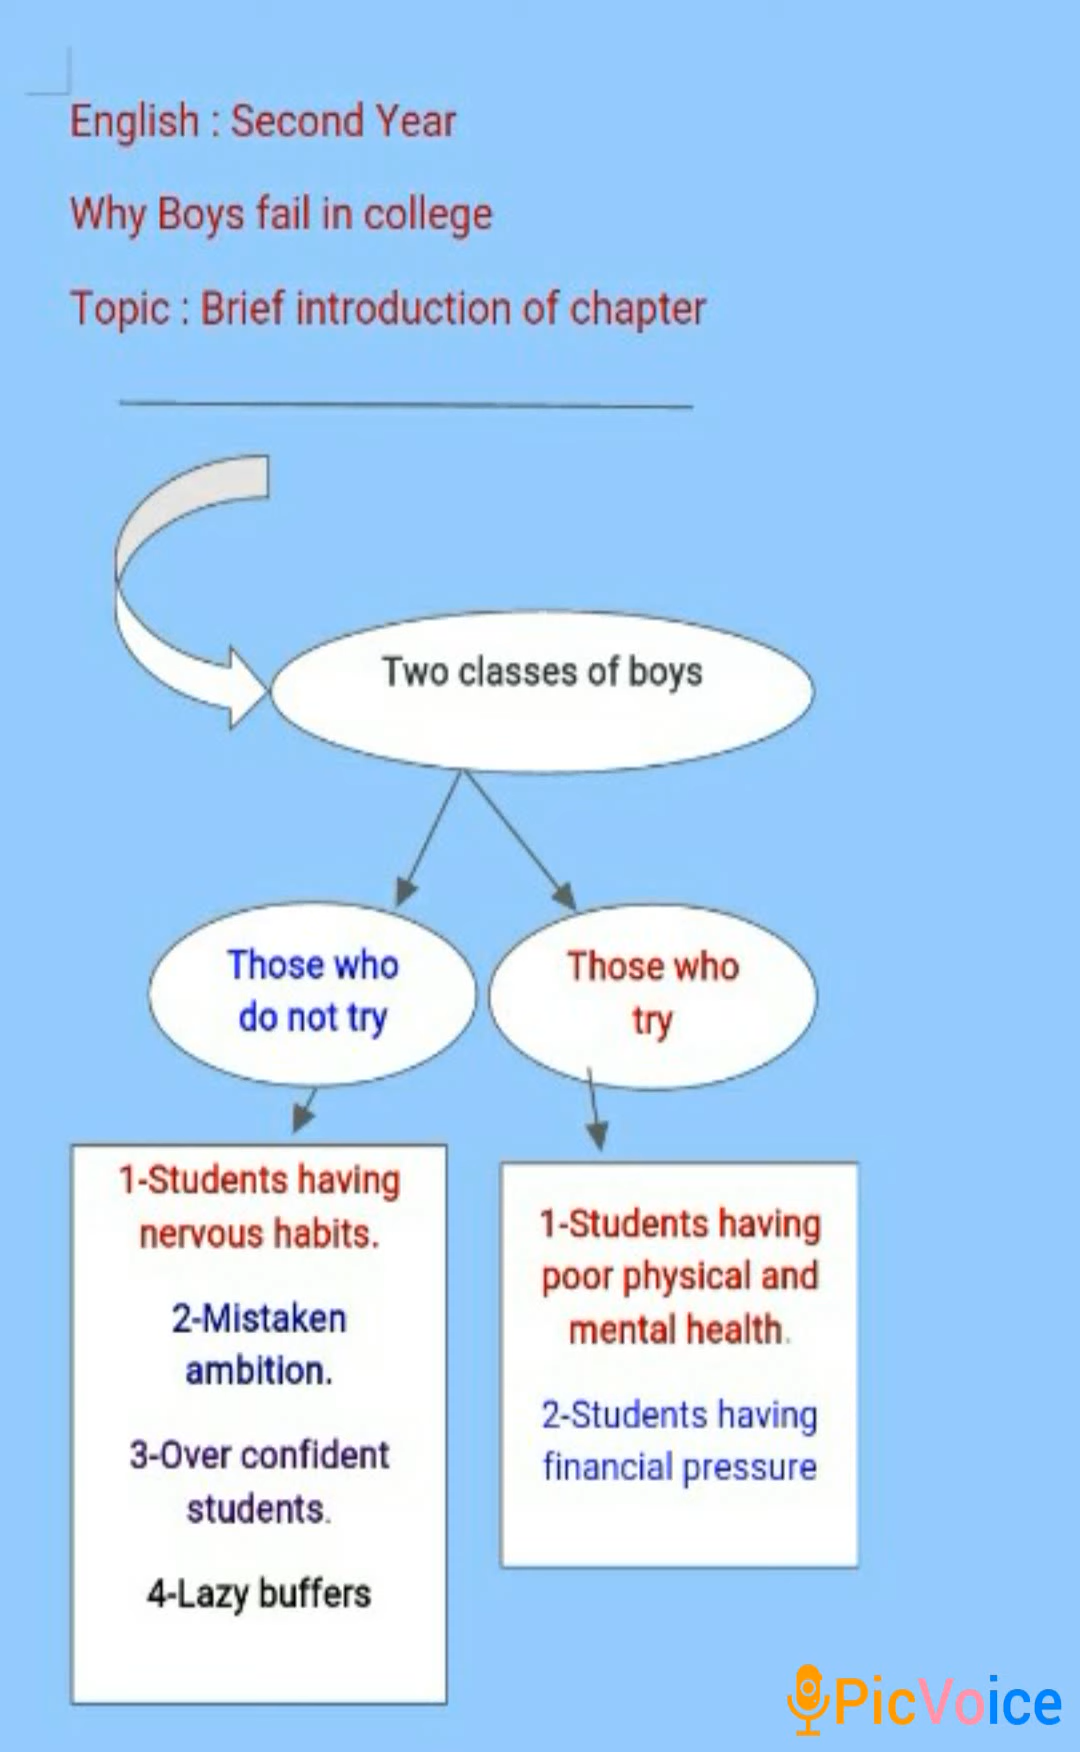 English : Second Year
Why Boys fail in college
Topic : Brief introduction of chapter
Two classes of boys
Those who
do not try
Those who
try
1-Students having
nervous habits.
2-Mistaken
ambition.
3-Over confident
students.
4-Lazy buffers
1-Students having
poor physical and
mental health.
2-Students having
financial pressure
PicVoice